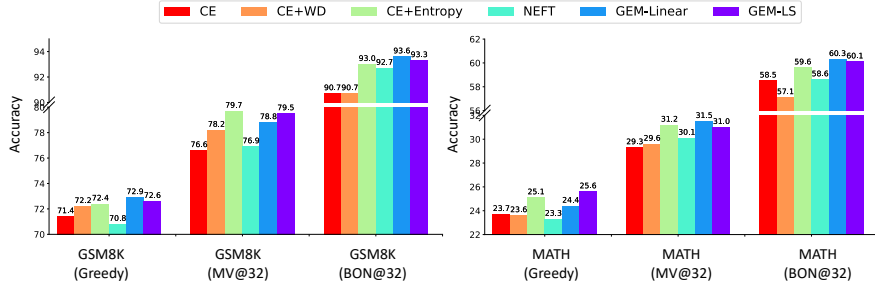 CE CE+WD CE+Entropy NEFT GEM-Linear GEM-LS
Accuracy
94
92
90
80
78
76
74
72
70
71.4 72.2 72.4 70.8 72.9 72.6
76.6 78.2 79.7 76.9 78.8 79.5
90.7 90.7 93.0 92.7 93.6 93.3
GSM8K
(Greedy)
GSM8K
(MV@32)
GSM8K
(BON@32)
Accuracy
62
60
58
56
32
30
28
26
24
22
23.7 23.6 25.1 23.3 24.4 25.6
29.3 29.6 31.2 30.1 31.5 31.0
58.5 57.1 59.6 58.6 60.3 60.1
MATH
(Greedy)
MATH
(MV@32)
MATH
(BON@32)